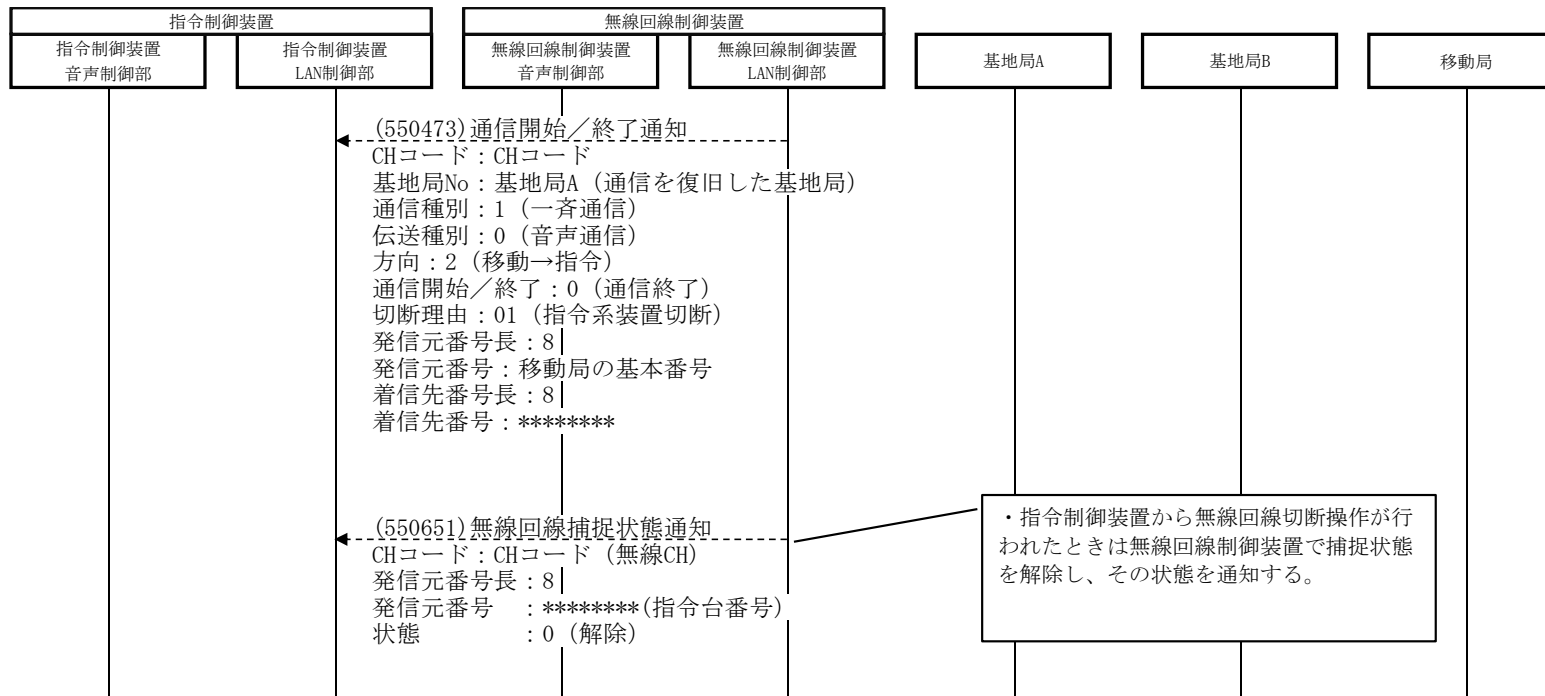 指令制御装置
無線回線制御装置
指令制御装置
音声制御部
指令制御装置
LAN制御部
無線回線制御装置
音声制御部
無線回線制御装置
LAN制御部
基地局A
基地局B
移動局
(550473)通信開始／終了通知
CHコード：CHコード
基地局No：基地局A（通信を復旧した基地局）
通信種別：1（一斉通信）
伝送種別：0（音声通信）
方向：2（移動→指令）
通信開始／終了：0（通信終了）
切断理由：01（指令系装置切断）
発信元番号長：8
発信元番号：移動局の基本番号
着信先番号長：8
着信先番号：********
(550651)無線回線捕捉状態通知
CHコード：CHコード（無線CH）
発信元番号長：8
発信元番号　：********(指令台番号)
状態　　　　：0（解除）
・指令制御装置から無線回線切断操作が行
われたときは無線回線制御装置で捕捉状態
を解除し、その状態を通知する。